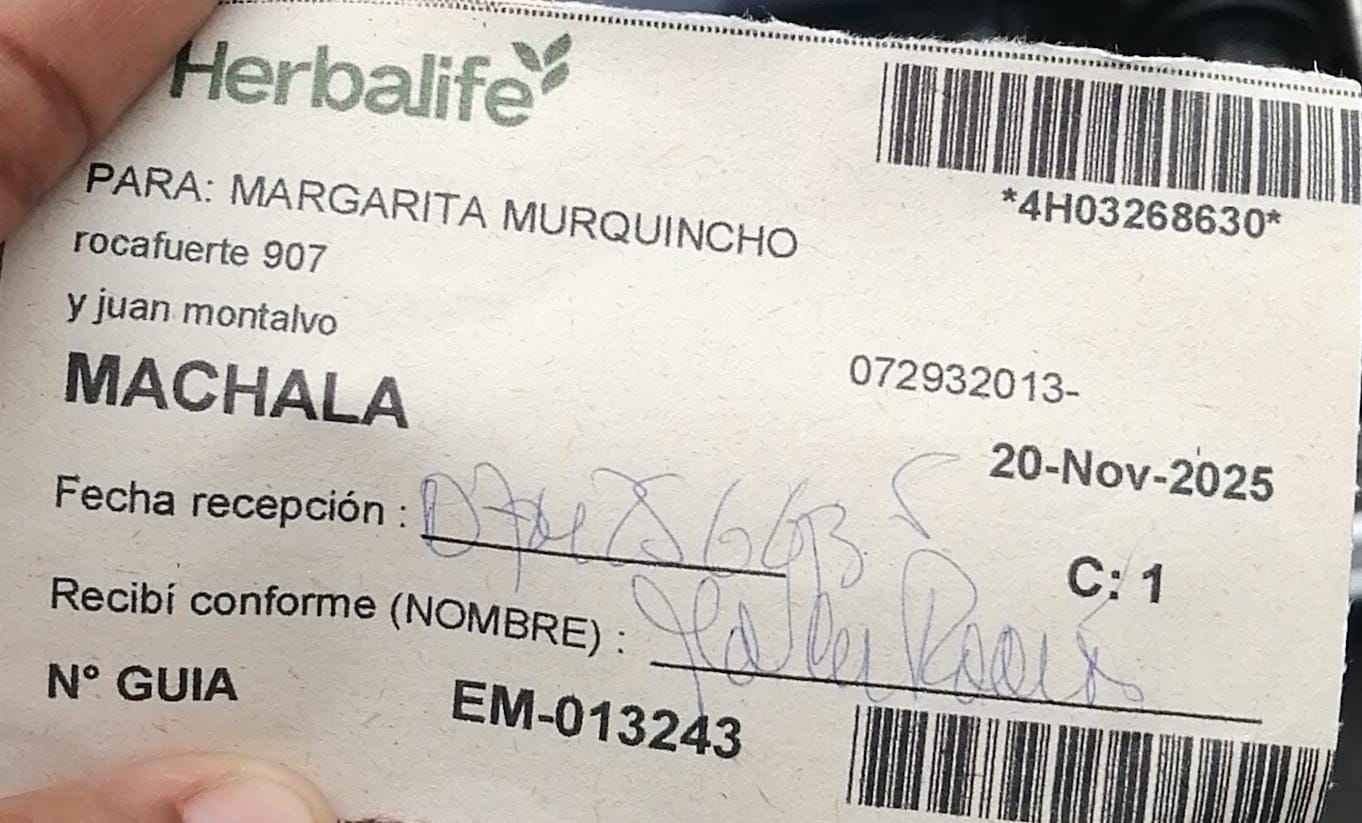 Herbalife
*4H03268630*
PARA: MARGARITA MURQUINCHO
rocafuerte 907
y juan montalvo
MACHALA
072932013-
20-Nov-2025
Fecha recepción :
C: 1
Recibí conforme (NOMBRE) :
N° GUIA EM-013243